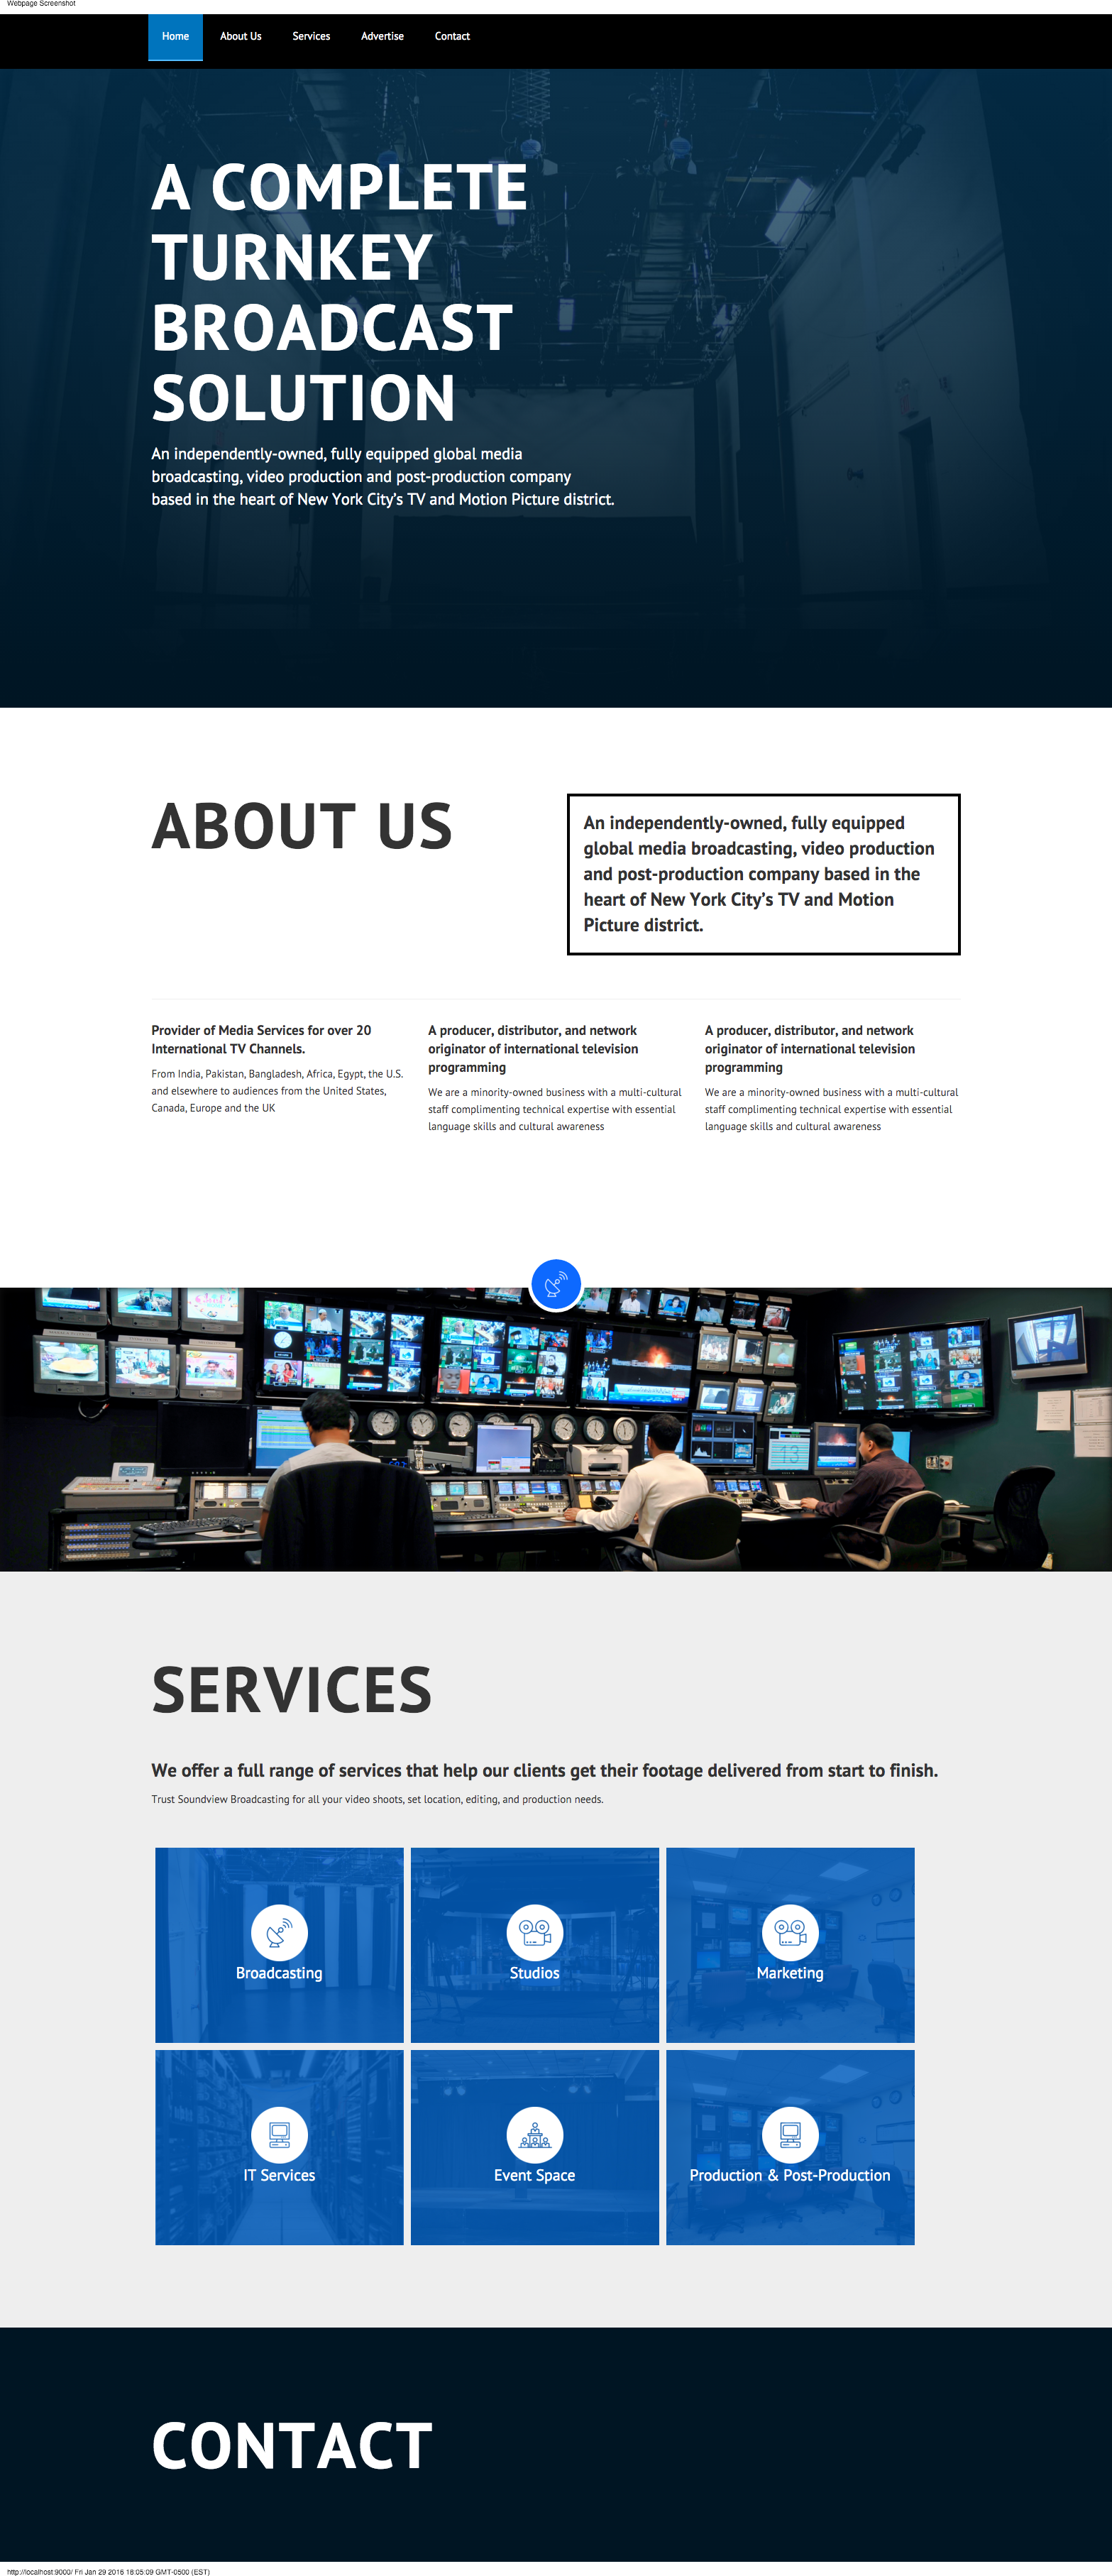 Webpage Screenshot
Home About Us Services Advertise Contact
A COMPLETE
TURNKEY
BROADCAST
SOLUTION
An independently-owned, fully equipped global media
broadcasting, video production and post-production company
based in the heart of New York City's TV and Motion Picture district.
ABOUT US
An independently-owned, fully equipped
global media broadcasting, video production
and post-production company based in the
heart of New York City's TV and Motion
Picture district.
Provider of Media Services for over 20
International TV Channels.
From India, Pakistan, Bangladesh, Africa, Egypt, the U.S.
and elsewhere to audiences from the United States,
Canada, Europe and the UK
A producer, distributor, and network
originator of international television
programming
We are a minority-owned business with a multi-cultural
staff complimenting technical expertise with essential
language skills and cultural awareness
A producer, distributor, and network
originator of international television
programming
We are a minority-owned business with a multi-cultural
staff complimenting technical expertise with essential
language skills and cultural awareness
SERVICES
We offer a full range of services that help our clients get their footage delivered from start to finish.
Trust Soundview Broadcasting for all your video shoots, set location, editing, and production needs.
Broadcasting
Studios
Marketing
IT Services
Event Space
Production & Post-Production
CONTACT
http://localhost:9000/ Fri Jan 29 2016 18:05:09 GMT-0500 (EST)